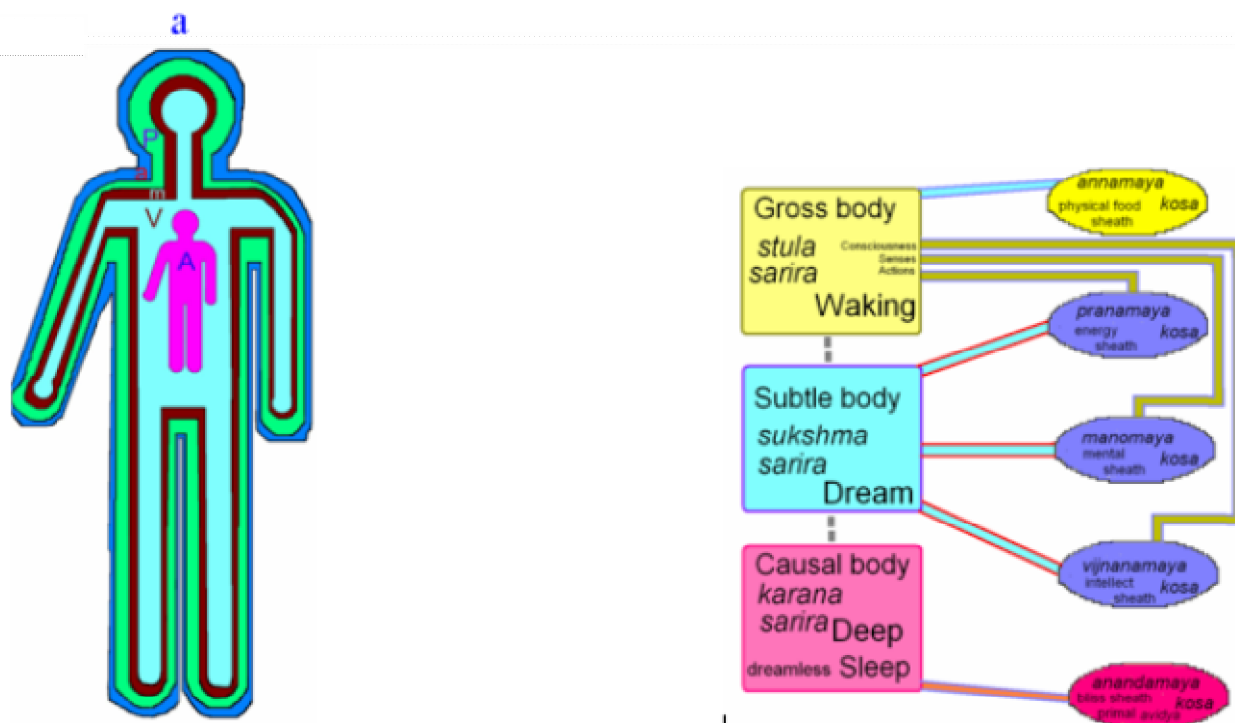 a
P
a
m
V
A
Gross body
stula
sarira
Consciousness
Senses
Actions
Waking
Subtle body
sukshma
sarira
Dream
Causal body
karana
sarira Deep
dreamless Sleep
annamaya
physical food kosa
sheath
pranamaya
energy kosa
sheath
manomaya
mental kosa
sheath
vijnanamaya
intellect kosa
sheath
anandamaya
bliss sheath kosa
primal avidya